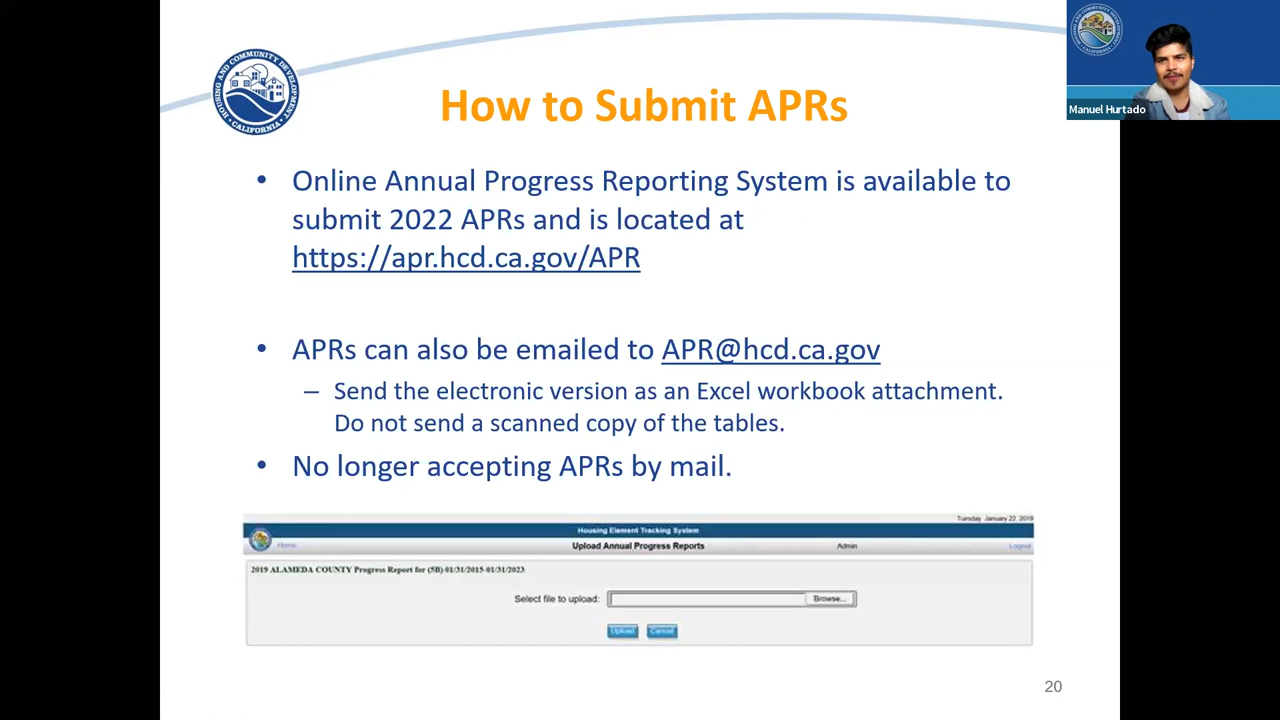 HOUSING AND COMMUNITY DEVELOPMENT
CALIFORNIA
Manuel Hurtado
How to Submit APRs
• Online Annual Progress Reporting System is available to
submit 2022 APRs and is located at
https://apr.hcd.ca.gov/APR
• APRs can also be emailed to APR@hcd.ca.gov
– Send the electronic version as an Excel workbook attachment.
Do not send a scanned copy of the tables.
• No longer accepting APRs by mail.
Tuesday, January 22, 2019
Housing Element Tracking System
Home Upload Annual Progress Reports Admin Logout
2019 ALAMEDA COUNTY Progress Report for (5B) 01/31/2015-01/31/2023
Select file to upload: Browse...
Upload Cancel
20